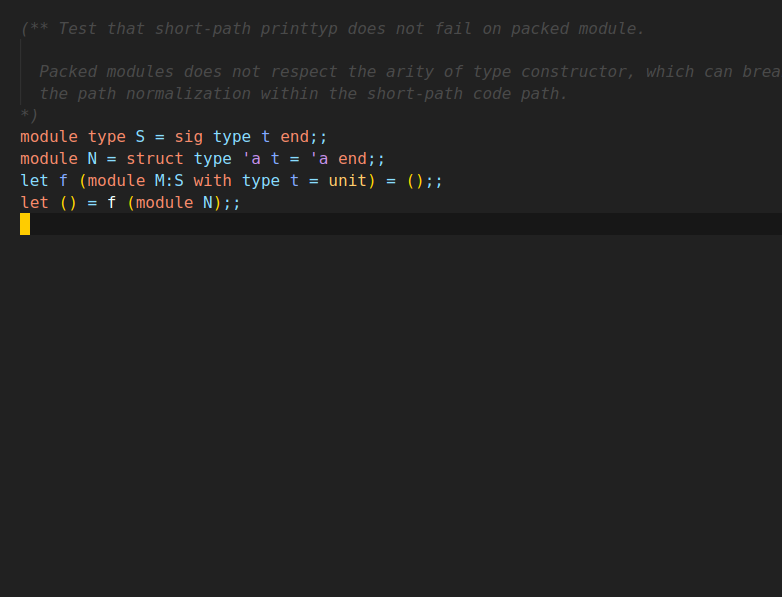 (** Test that short-path printtyp does not fail on packed module.
Packed modules does not respect the arity of type constructor, which can brea
the path normalization within the short-path code path.
*)
module type S = sig type t end;;
module N = struct type 'a t = 'a end;;
let f (module M:S with type t = unit) = ();;
let () = f (module N);;